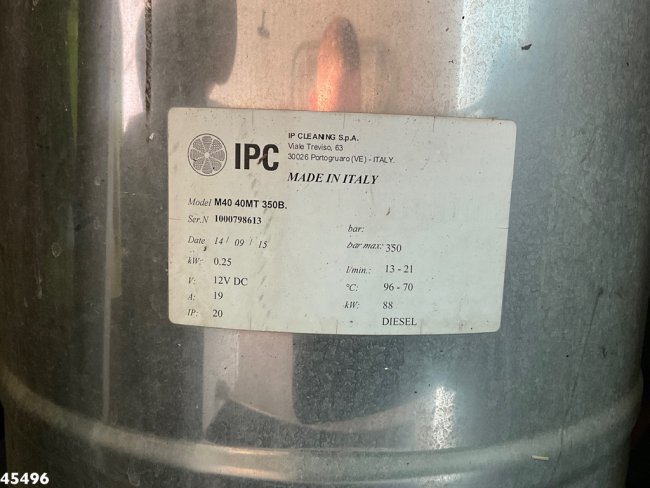 IPC
IP CLEANING S.p.A.
Viale Treviso, 63
30026 Portogruaro (VE) - ITALY.
MADE IN ITALY
Model M40 40MT 350B.
Ser.N 1000798613
Date 14 / 09 / 15
kW: 0.25
V: 12V DC
A: 19
IP: 20
bar:
bar max: 350
l/min.: 13 - 21
°C: 96 - 70
kW: 88
DIESEL
45496